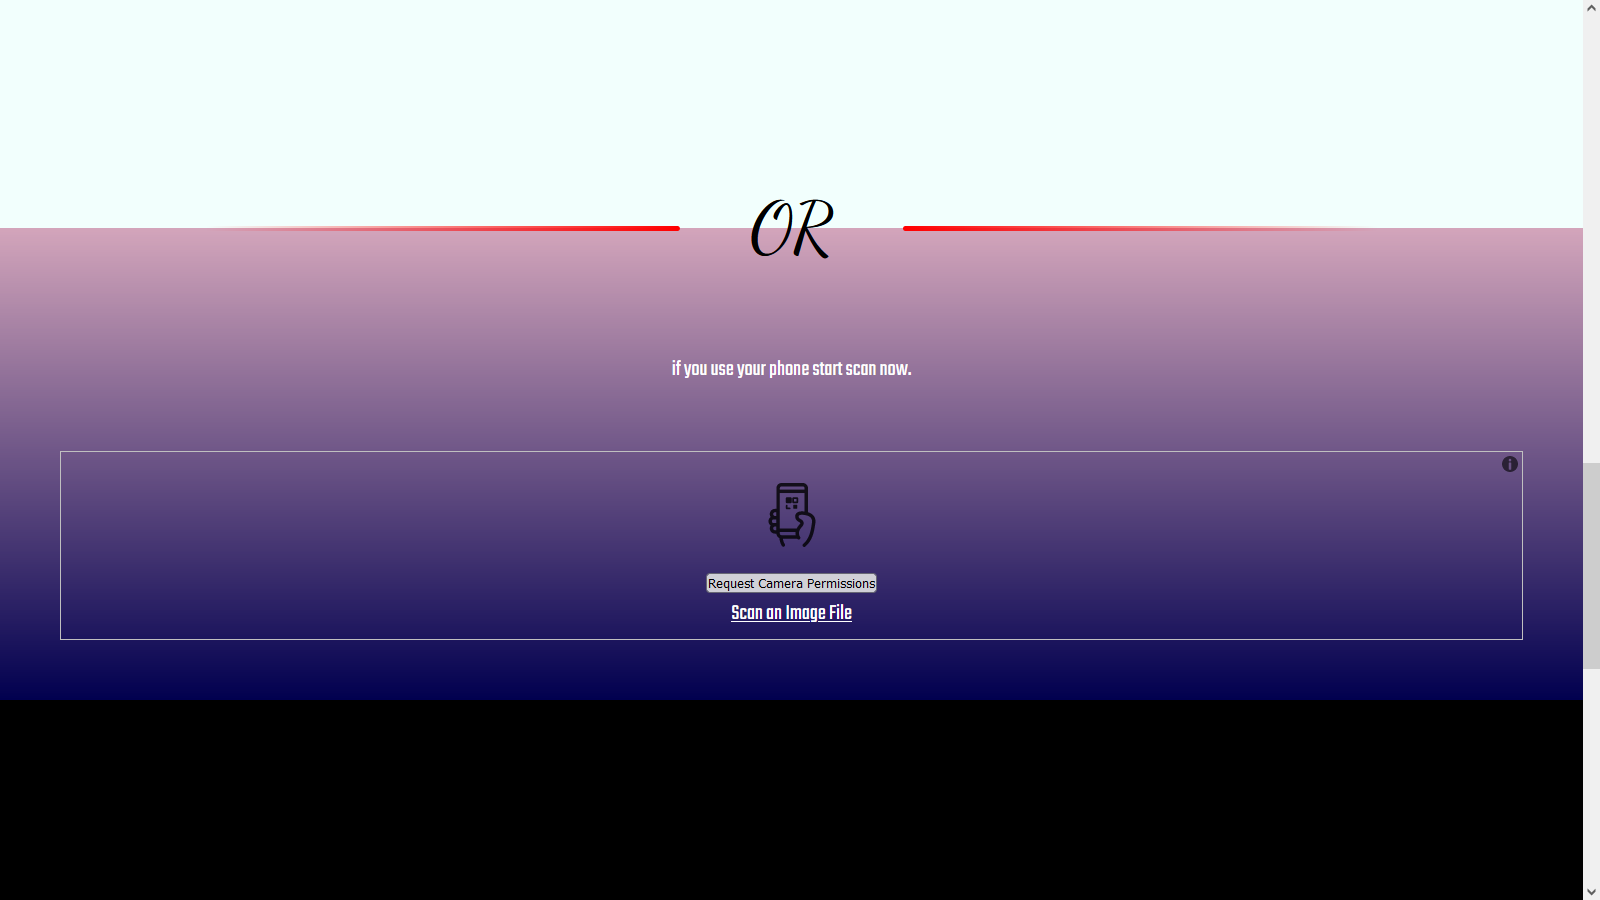 OR
if you use your phone start scan now.
Request Camera Permissions
Scan an Image File